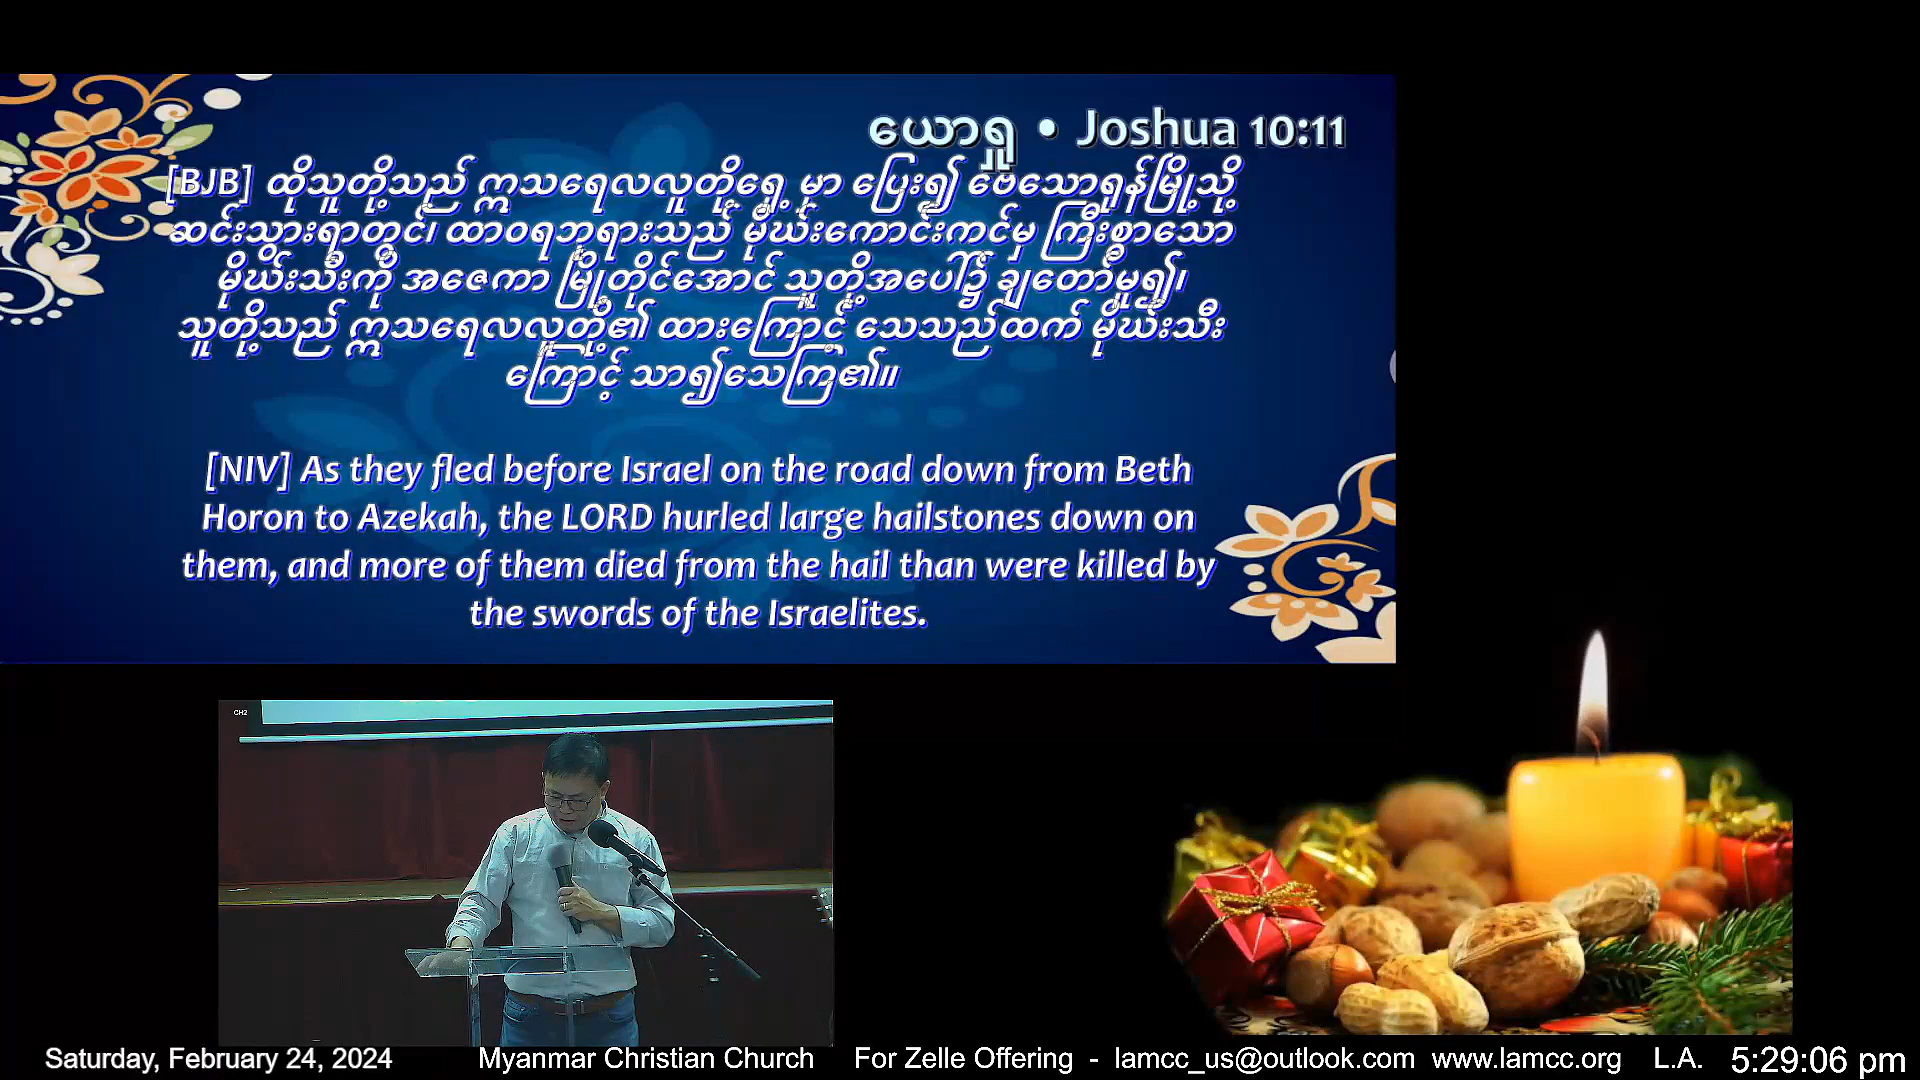 ယောရှု • Joshua 10:11
[BJB] ထိုသူတို့သည် ဣသရေလလူတို့ရှေ့ မှာ ပြေး၍ ဗေသောရုန်မြို့သို့
ဆင်းသွားရာတွင်၊ ထာဝရဘုရားသည် မိုဃ်းကောင်းကင်မှ ကြီးစွာသော
မိုဃ်းသီးကို အဇေကာ မြို့တိုင်အောင် သူတို့အပေါ်၌ ချတော်မူ၍၊
သူတို့သည် ဣသရေလလူတို့၏ ထားကြောင့် သေသည်ထက် မိုဃ်းသီး
ကြောင့် သာ၍သေကြ၏။
[NIV] As they fled before Israel on the road down from Beth
Horon to Azekah, the LORD hurled large hailstones down on
them, and more of them died from the hail than were killed by
the swords of the Israelites.
CH2
Saturday, February 24, 2024 Myanmar Christian Church For Zelle Offering - lamcc_us@outlook.com www.lamcc.org L.A. 5:29:06 pm